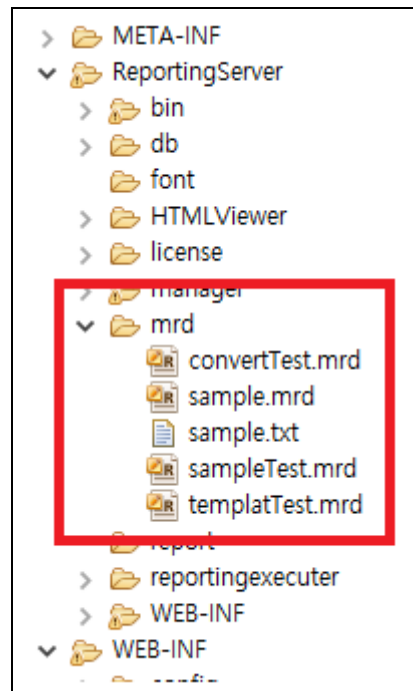 META-INF
ReportingServer
bin
db
font
HTMLViewer
license
manager
mrd
convertTest.mrd
sample.mrd
sample.txt
sampleTest.mrd
templatTest.mrd
report
reportingexecuter
WEB-INF
WEB-INF
config